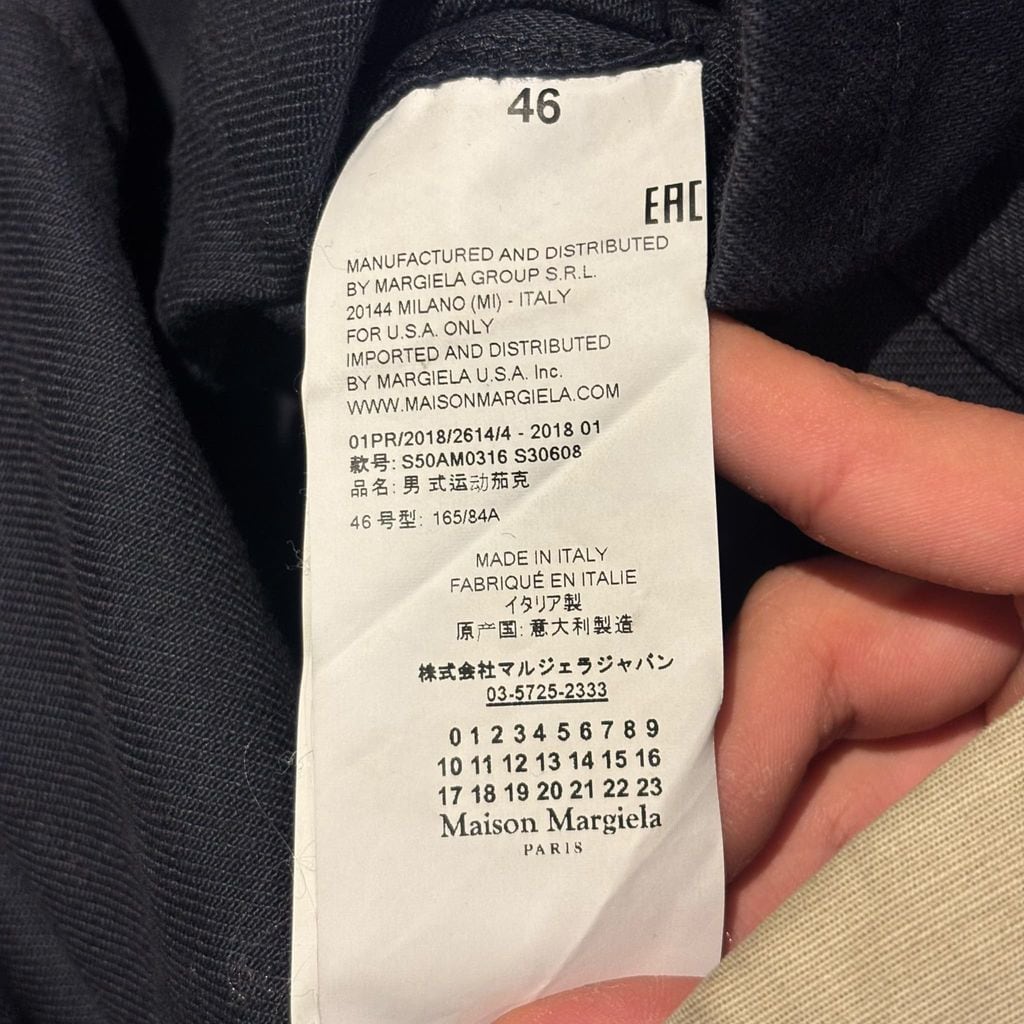 46
EAC
MANUFACTURED AND DISTRIBUTED
BY MARGIELA GROUP S.R.L.
20144 MILANO (MI) - ITALY
FOR U.S.A. ONLY
IMPORTED AND DISTRIBUTED
BY MARGIELA U.S.A. Inc.
WWW.MAISONMARGIELA.COM
01PR/2018/2614/4 - 2018 01
款号: S50AM0316 S30608
品名: 男式运动茄克
46 号型: 165/84A
MADE IN ITALY
FABRIQUÉ EN ITALIE
イタリア製
原产国: 意大利製造
株式会社マルジェラジャパン
03-5725-2333
0 1 2 3 4 5 6 7 8 9
10 11 12 13 14 15 16
17 18 19 20 21 22 23
Maison Margiela
PARIS